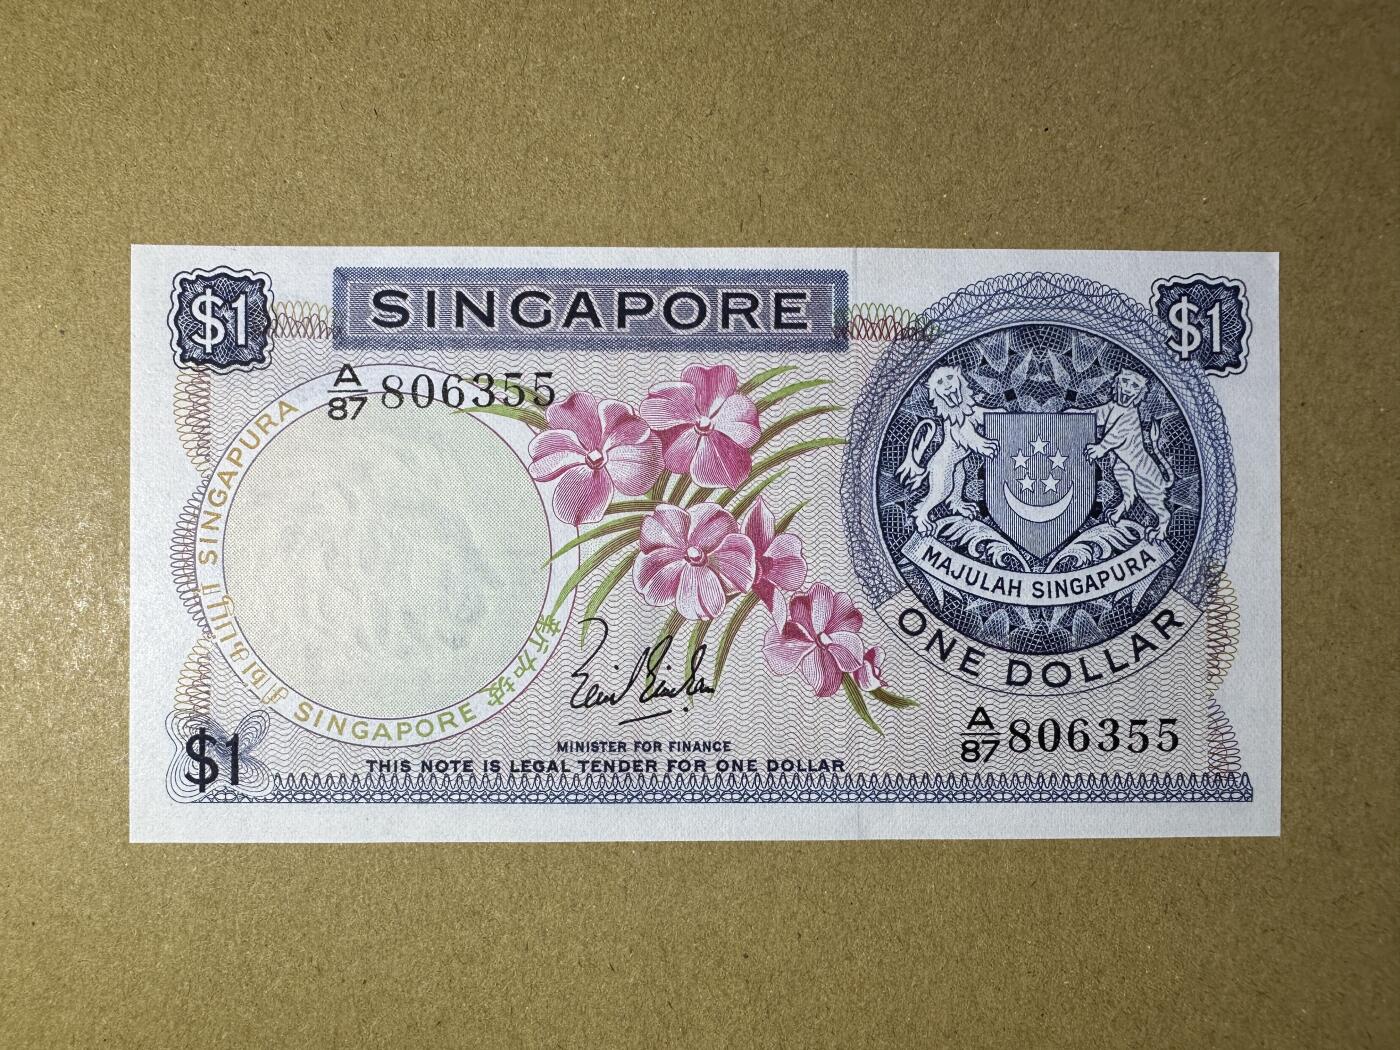 $1
SINGAPORE
$1
A/87 806355
SINGAPURA
சிங்கப்பூர்
SINGAPORE
新加坡
MAJULAH SINGAPURA
ONE DOLLAR
A/87 806355
MINISTER FOR FINANCE
$1
THIS NOTE IS LEGAL TENDER FOR ONE DOLLAR